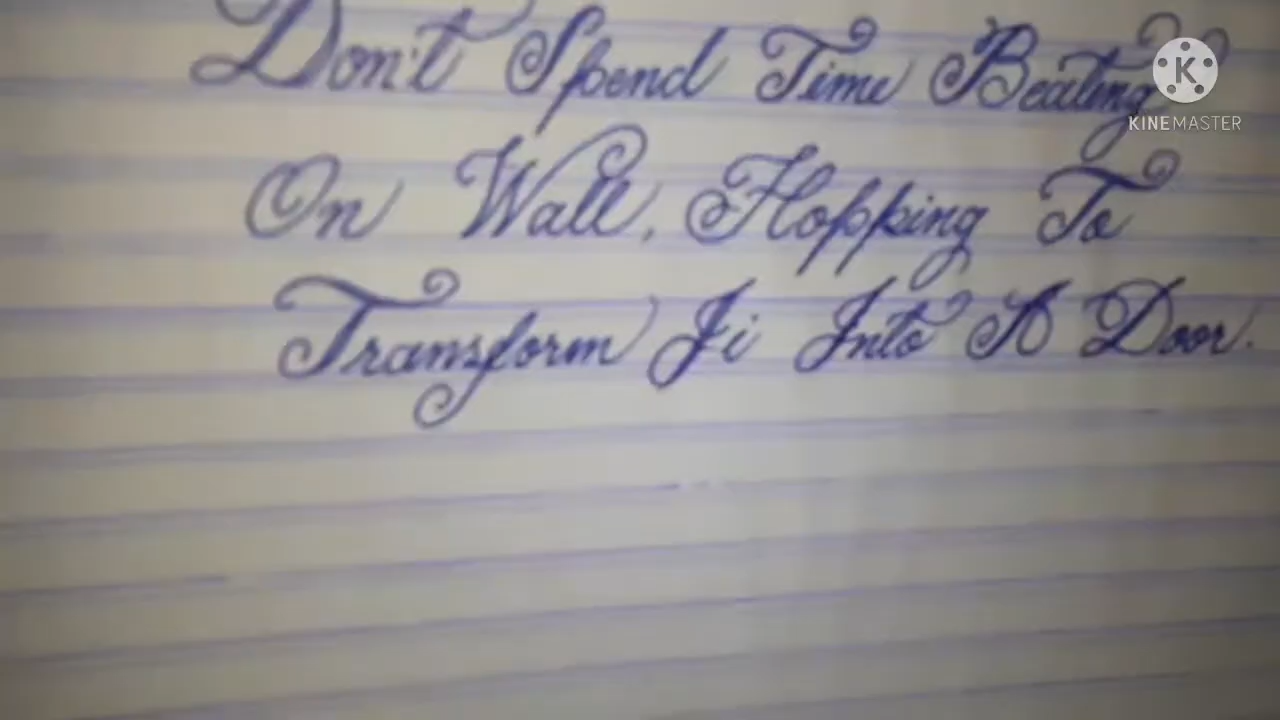 Don't Spend Time Beating
On Wall, Hopping To
Transform Ji Into A Door.
KINEMASTER